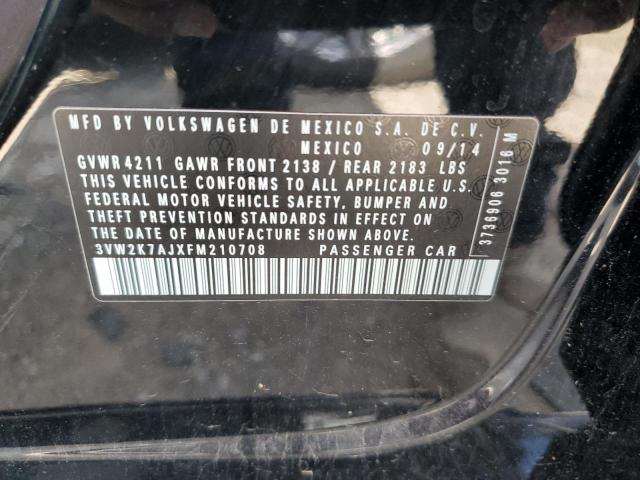 MFD BY VOLKSWAGEN DE MEXICO S.A. DE C.V.
MEXICO 09/14
GVWR 4211 GAWR FRONT 2138 / REAR 2183 LBS
THIS VEHICLE CONFORMS TO ALL APPLICABLE U.S.
FEDERAL MOTOR VEHICLE SAFETY, BUMPER AND
THEFT PREVENTION STANDARDS IN EFFECT ON
THE DATE OF MANUFACTURE SHOWN ABOVE.
3VW2K7AJXFM210708 PASSENGER CAR
3736906 3016 M